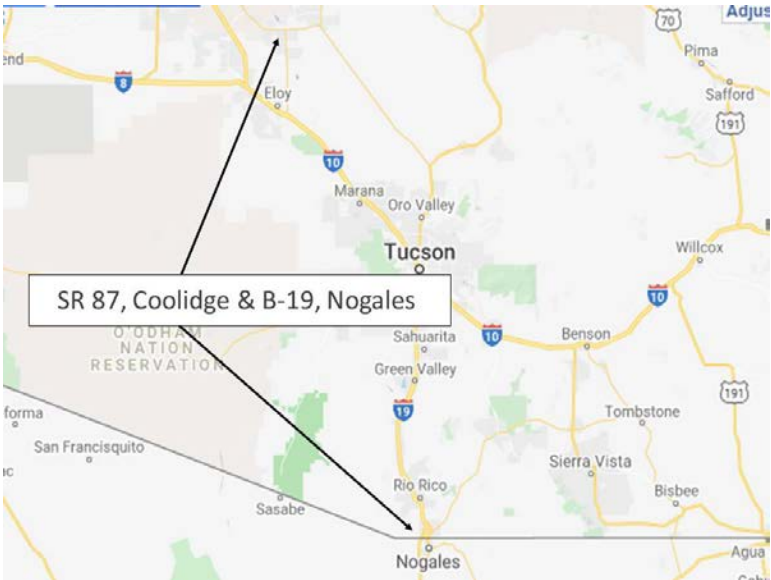 Adjus
70
Pima
end
8
Safford
Eloy
191
10
Marana
Oro Valley
Tucson
Willcox
SR 87, Coolidge & B-19, Nogales
10
10
Benson
O'ODHAM
NATION
RESERVATION
Sahuarita
Green Valley
191
19
forma
Tombstone
San Francisquito
ac
Sierra Vista
Rio Rico
Bisbee
Sasabe
Agua
Nogales